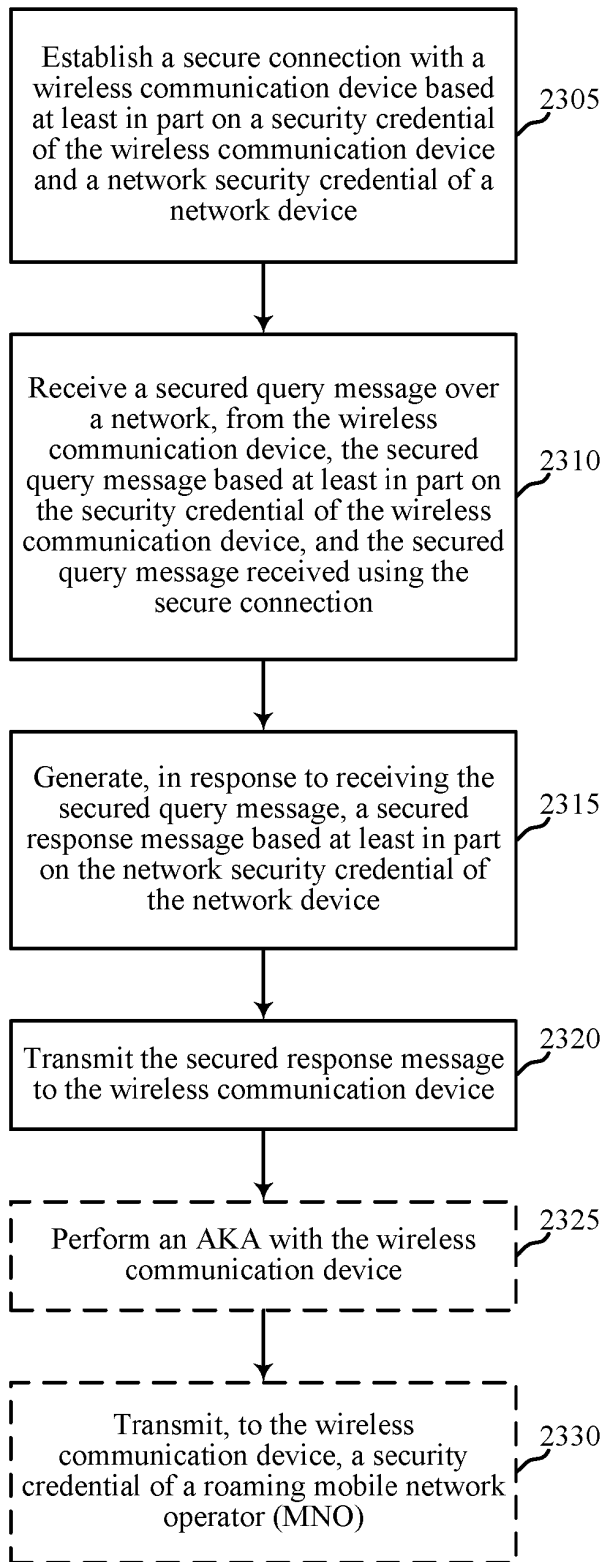 Establish a secure connection with a
wireless communication device based
at least in part on a security credential
of the wireless communication device
and a network security credential of a
network device
2305
Receive a secured query message over
a network, from the wireless
communication device, the secured
query message based at least in part on
the security credential of the wireless
communication device, and the secured
query message received using the
secure connection
2310
Generate, in response to receiving the
secured query message, a secured
response message based at least in part
on the network security credential of
the network device
2315
Transmit the secured response message
to the wireless communication device
2320
Perform an AKA with the wireless
communication device
2325
Transmit, to the wireless
communication device, a security
credential of a roaming mobile network
operator (MNO)
2330